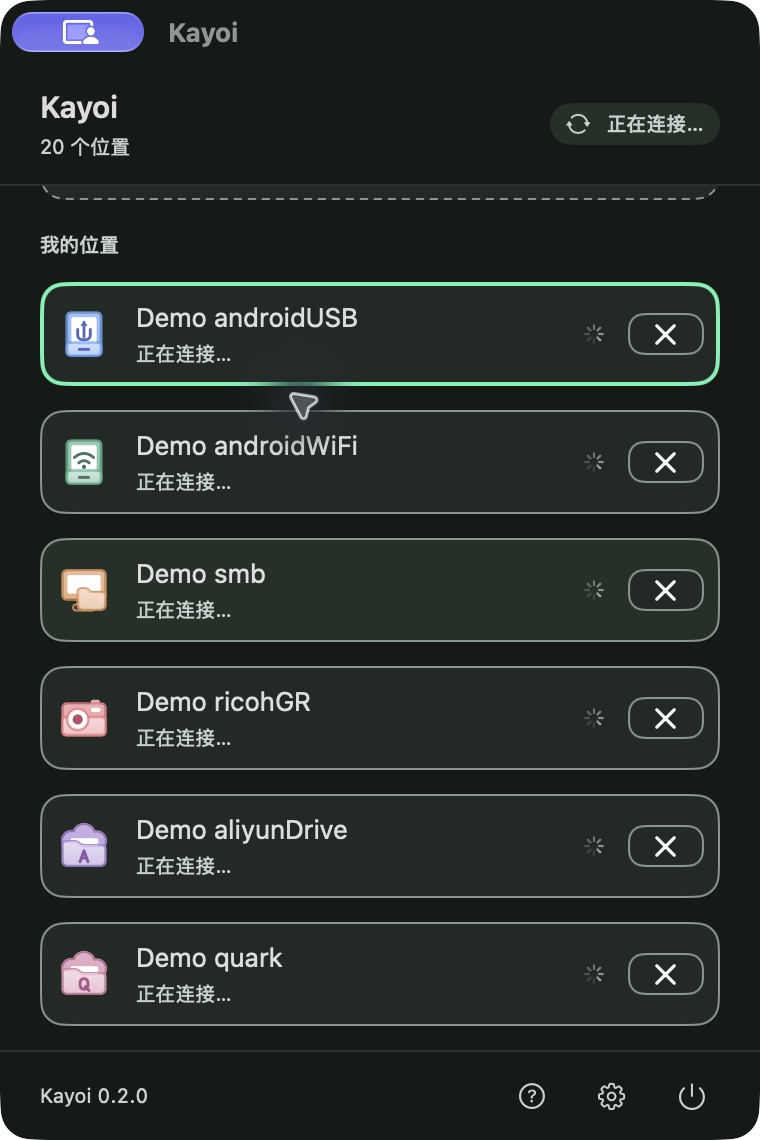 Kayoi
Kayoi
20 个位置
正在连接...
我的位置
Demo androidUSB
正在连接...
Demo androidWiFi
正在连接...
Demo smb
正在连接...
Demo ricohGR
正在连接...
Demo aliyunDrive
正在连接...
A
Demo quark
正在连接...
Q
Kayoi 0.2.0
?